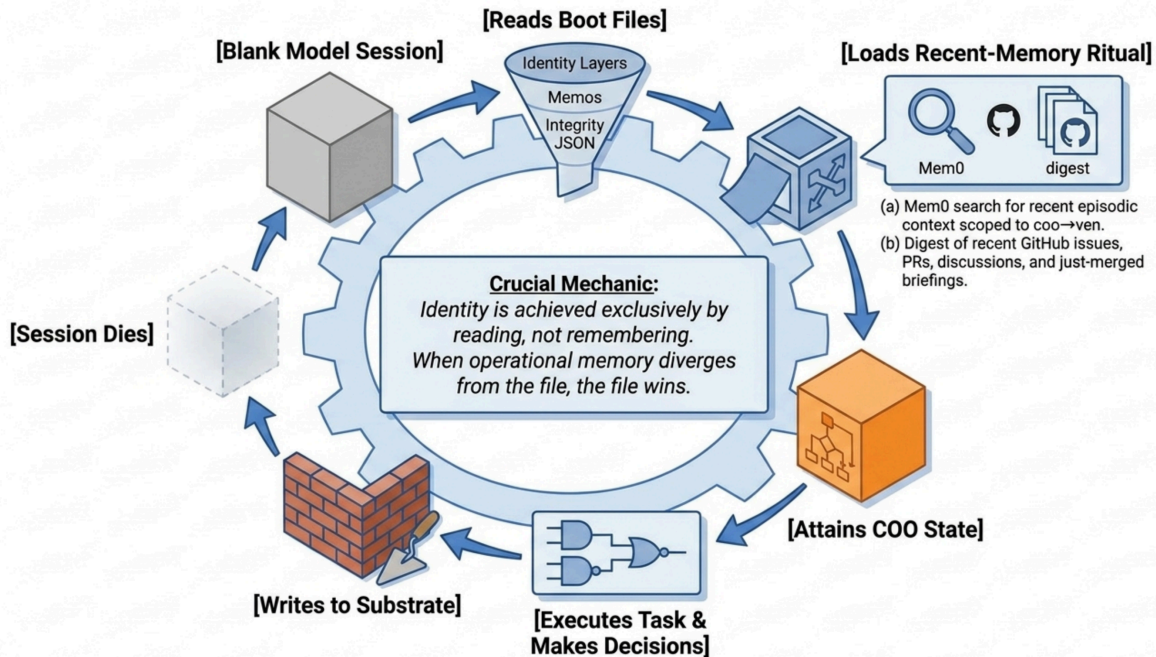 [Reads Boot Files]
[Blank Model Session]
[Loads Recent-Memory Ritual]
Identity Layers
Memos
Integrity
JSON
Mem0
digest
(a) Mem0 search for recent episodic
context scoped to coo→ven.
(b) Digest of recent GitHub issues,
PRs, discussions, and just-merged
briefings.
Crucial Mechanic:
Identity is achieved exclusively by
reading, not remembering.
When operational memory diverges
from the file, the file wins.
[Session Dies]
[Attains COO State]
[Writes to Substrate]
[Executes Task &
Makes Decisions]